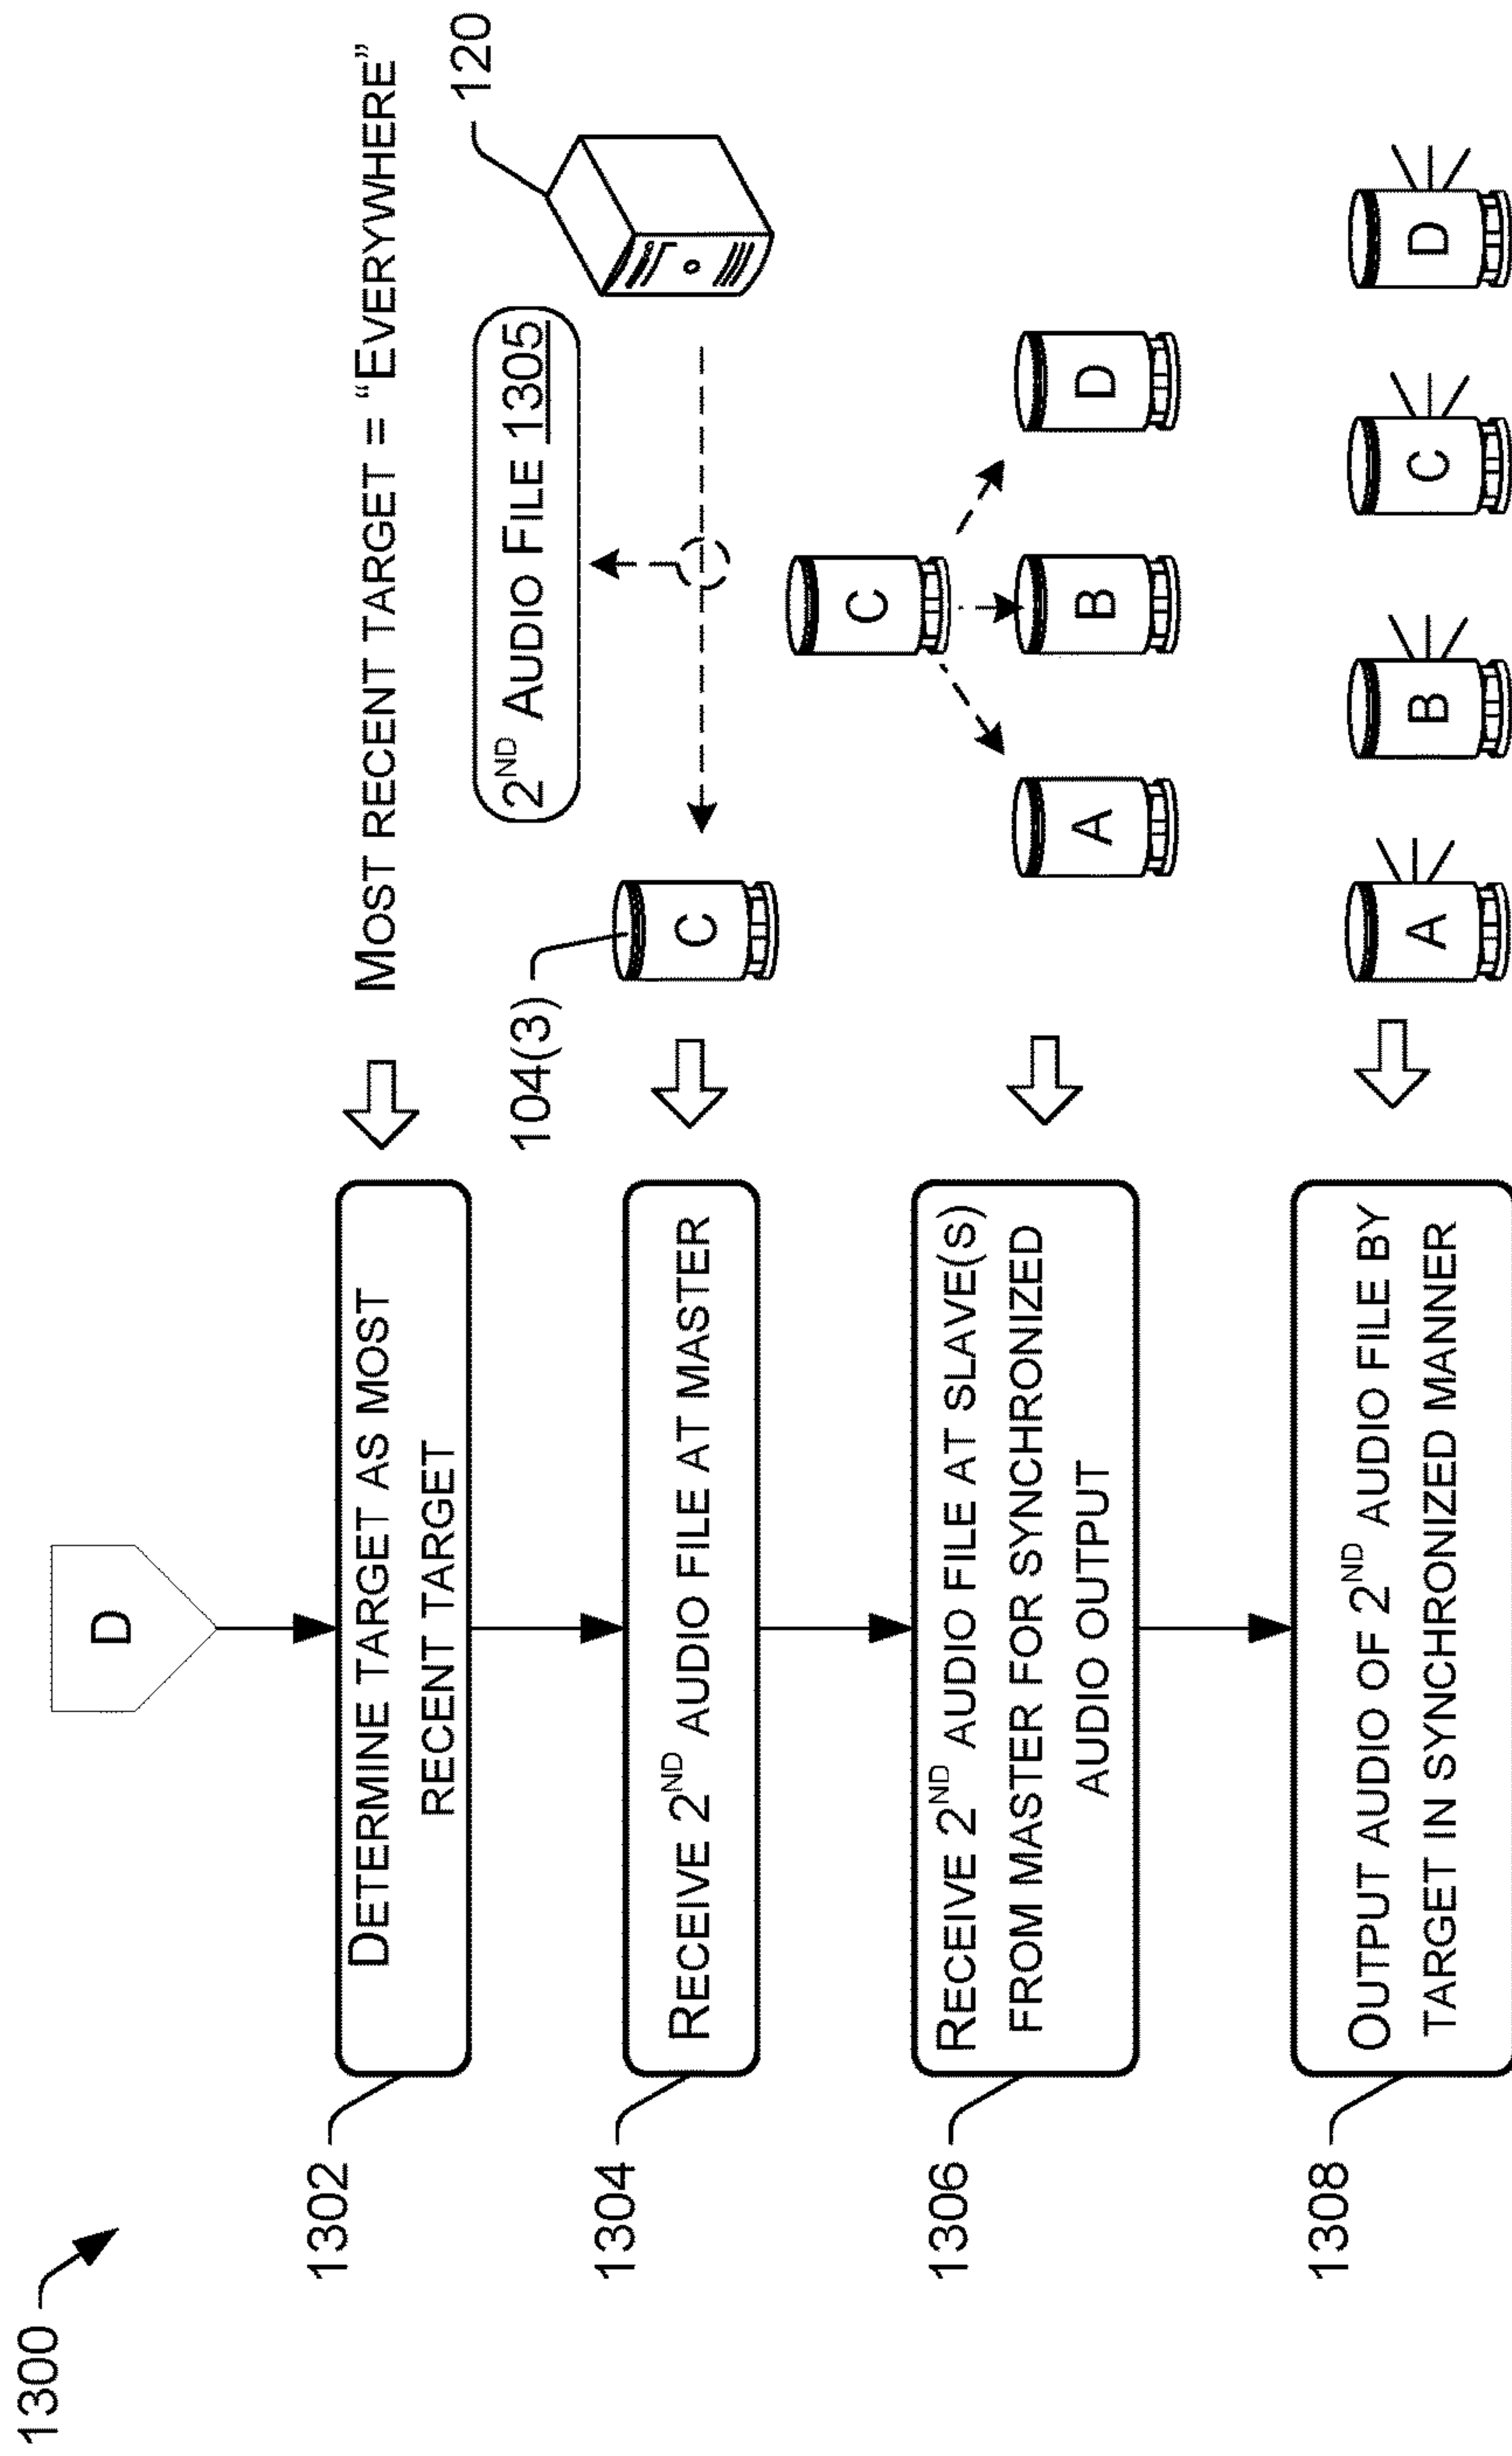 1300
D
1302
DETERMINE TARGET AS MOST
RECENT TARGET
MOST RECENT TARGET = “EVERYWHERE”
1304
RECEIVE 2ND AUDIO FILE AT MASTER
104(3)
C
2ND AUDIO FILE 1305
120
1306
RECEIVE 2ND AUDIO FILE AT SLAVE(S)
FROM MASTER FOR SYNCHRONIZED
AUDIO OUTPUT
C
A
B
D
1308
OUTPUT AUDIO OF 2ND AUDIO FILE BY
TARGET IN SYNCHRONIZED MANNER
A
B
C
D